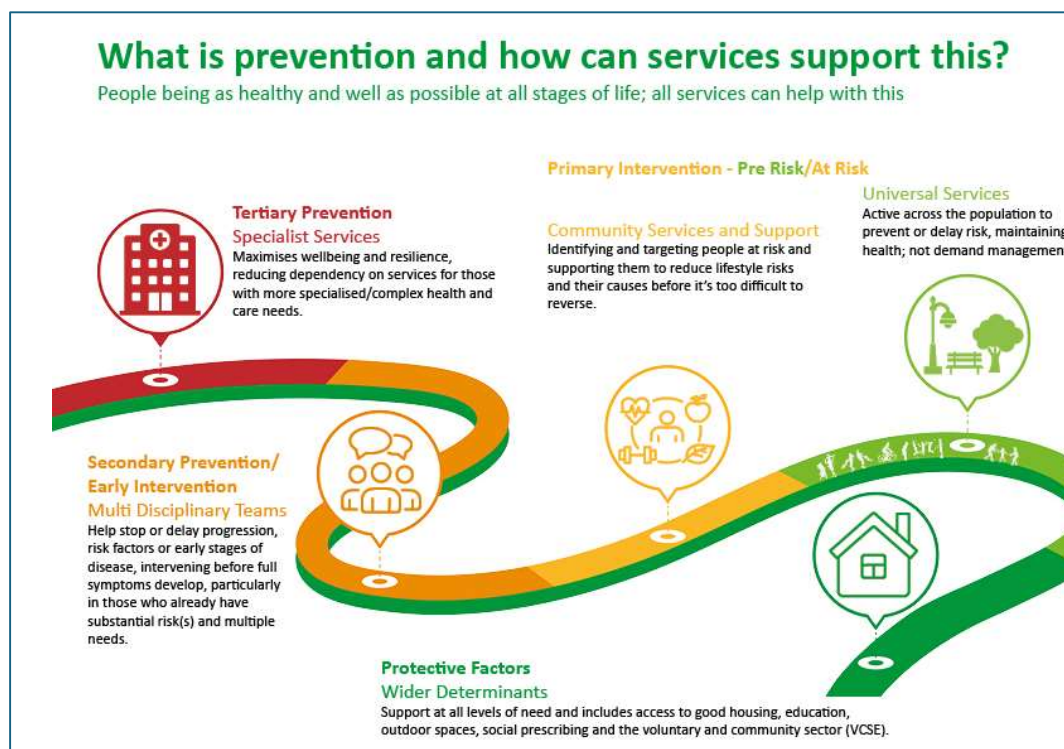 What is prevention and how can services support this?
People being as healthy and well as possible at all stages of life; all services can help with this
Tertiary Prevention
Specialist Services
Maximises wellbeing and resilience,
reducing dependency on services for those
with more specialised/complex health and
care needs.
Primary Intervention - Pre Risk/At Risk
Community Services and Support
Identifying and targeting people at risk and
supporting them to reduce lifestyle risks
and their causes before it's too difficult to
reverse.
Universal Services
Active across the population to
prevent or delay risk, maintaining
health; not demand managemen
Secondary Prevention/
Early Intervention
Multi Disciplinary Teams
Help stop or delay progression,
risk factors or early stages of
disease, intervening before full
symptoms develop, particularly
in those who already have
substantial risk(s) and multiple
needs.
Protective Factors
Wider Determinants
Support at all levels of need and includes access to good housing, education,
outdoor spaces, social prescribing and the voluntary and community sector (VCSE).